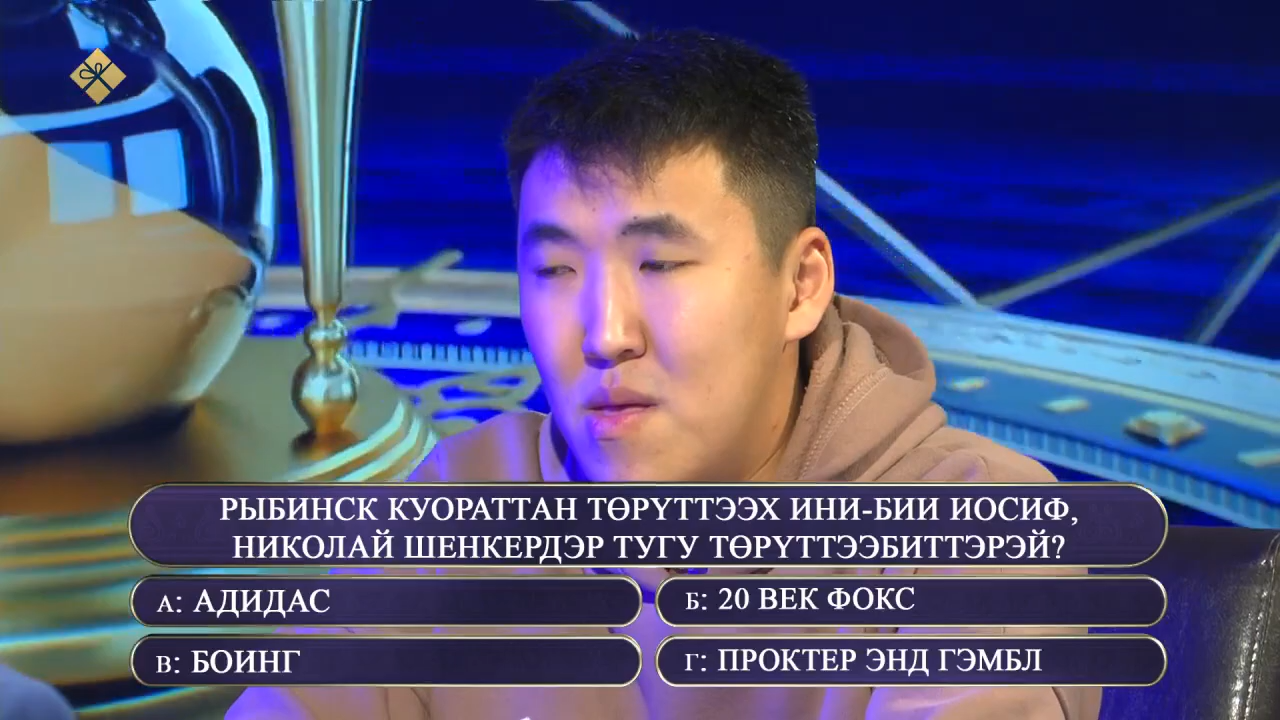 РЫБИНСК КУОРАТТАН ТӨРҮТТЭЭХ ИНИ-БИИ ИОСИФ,
НИКОЛАЙ ШЕНКЕРДЭР ТУГУ ТӨРҮТТЭЭБИТТЭРЭЙ?
А: АДИДАС
Б: 20 ВЕК ФОКС
В: БОИНГ
Г: ПРОКТЕР ЭНД ГЭМБЛ